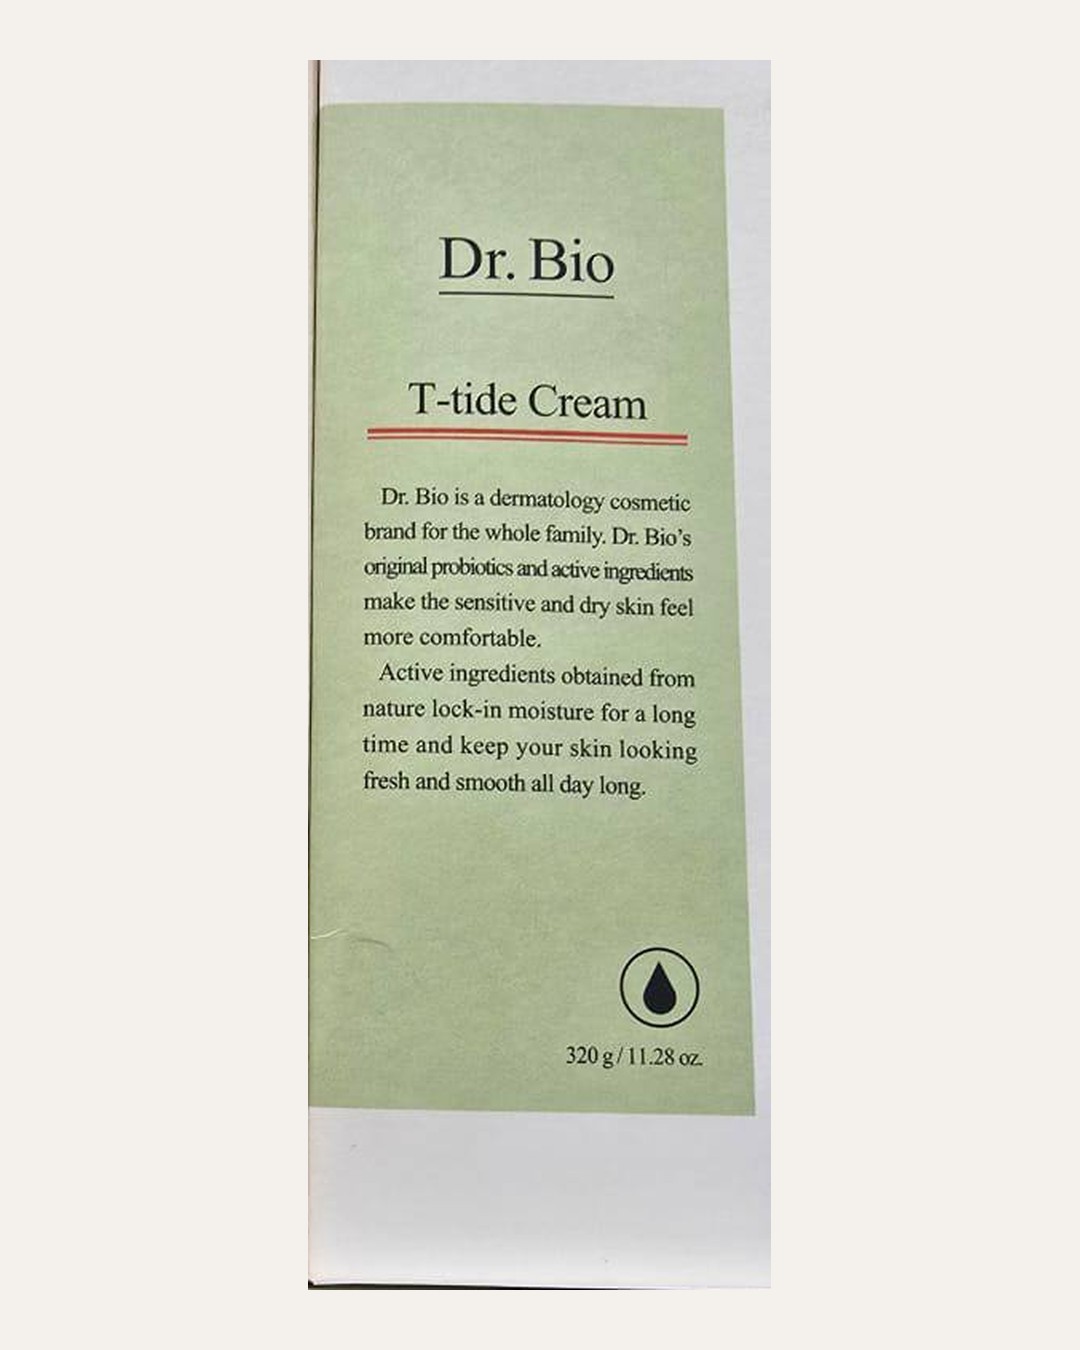 Dr. Bio
T-tide Cream
Dr. Bio is a dermatology cosmetic
brand for the whole family. Dr. Bio's
original probiotics and active ingredients
make the sensitive and dry skin feel
more comfortable.
Active ingredients obtained from
nature lock-in moisture for a long
time and keep your skin looking
fresh and smooth all day long.
320 g / 11.28 oz.